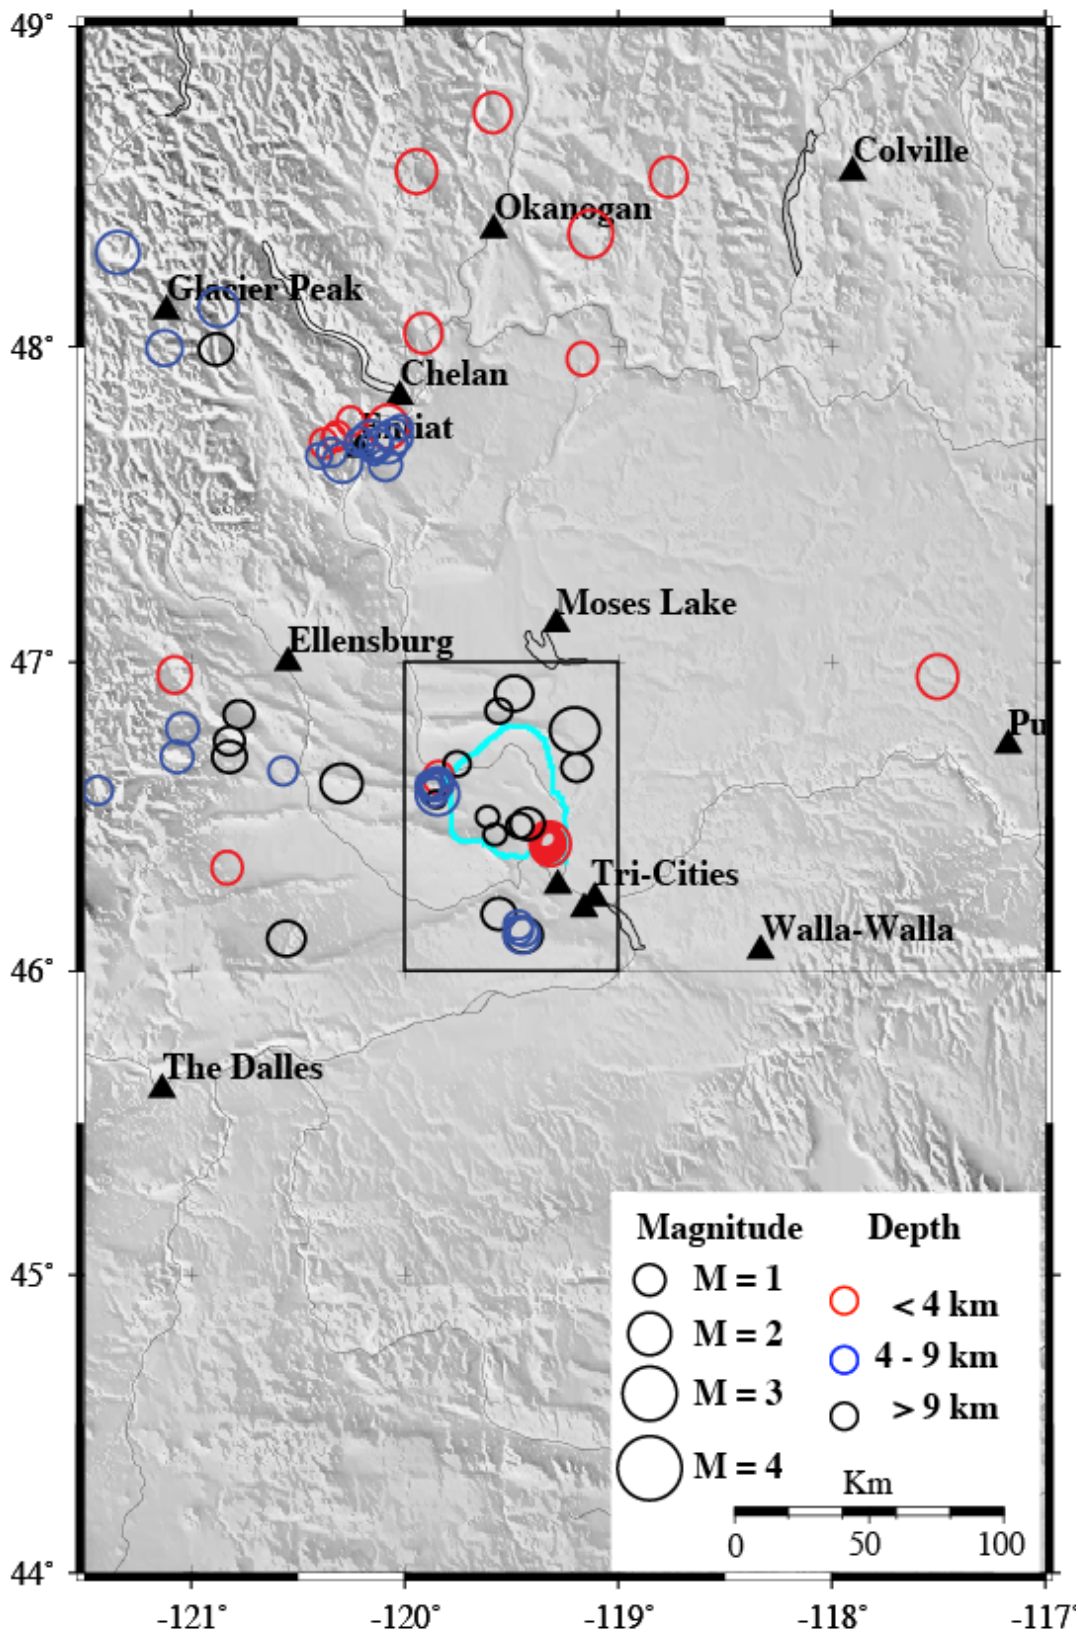 49°
Colville
Okanogan
Glacier Peak
48°
Chelan
Entiat
Moses Lake
Ellensburg
47°
Pu
Tri-Cities
Walla-Walla
46°
The Dalles
Magnitude
Depth
M = 1
< 4 km
M = 2
4 - 9 km
M = 3
> 9 km
M = 4
45°
Km
0
50
100
44°
-121°
-120°
-119°
-118°
-117°